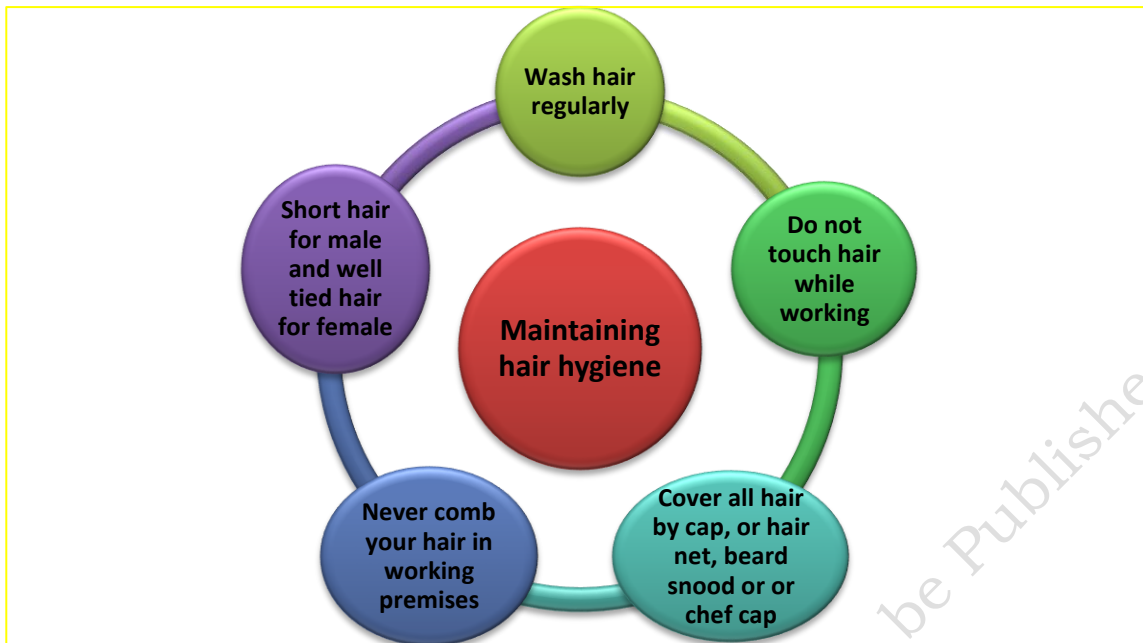 Wash hair
regularly
Do not
touch hair
while
working
Cover all hair
by cap, or hair
net, beard
snood or or
chef cap
Never comb
your hair in
working
premises
Short hair
for male
and well
tied hair
for female
Maintaining
hair hygiene
be Publishe